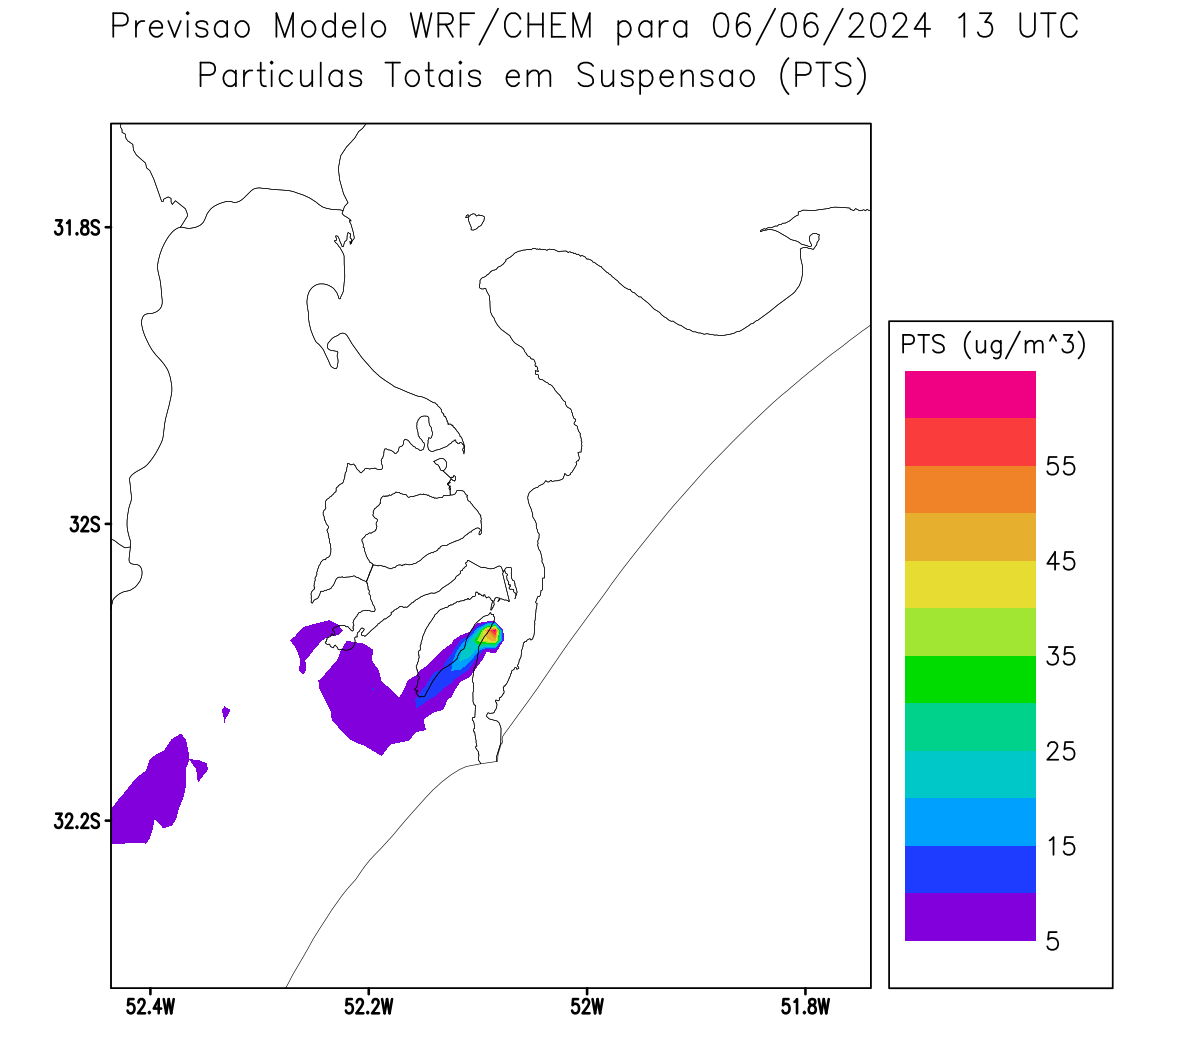 Previsao Modelo WRF/CHEM para 06/06/2024 13 UTC
Particulas Totais em Suspensao (PTS)
31.8S
32S
32.2S
52.4W
52.2W
52W
51.8W
PTS (ug/m^3)
55
45
35
25
15
5